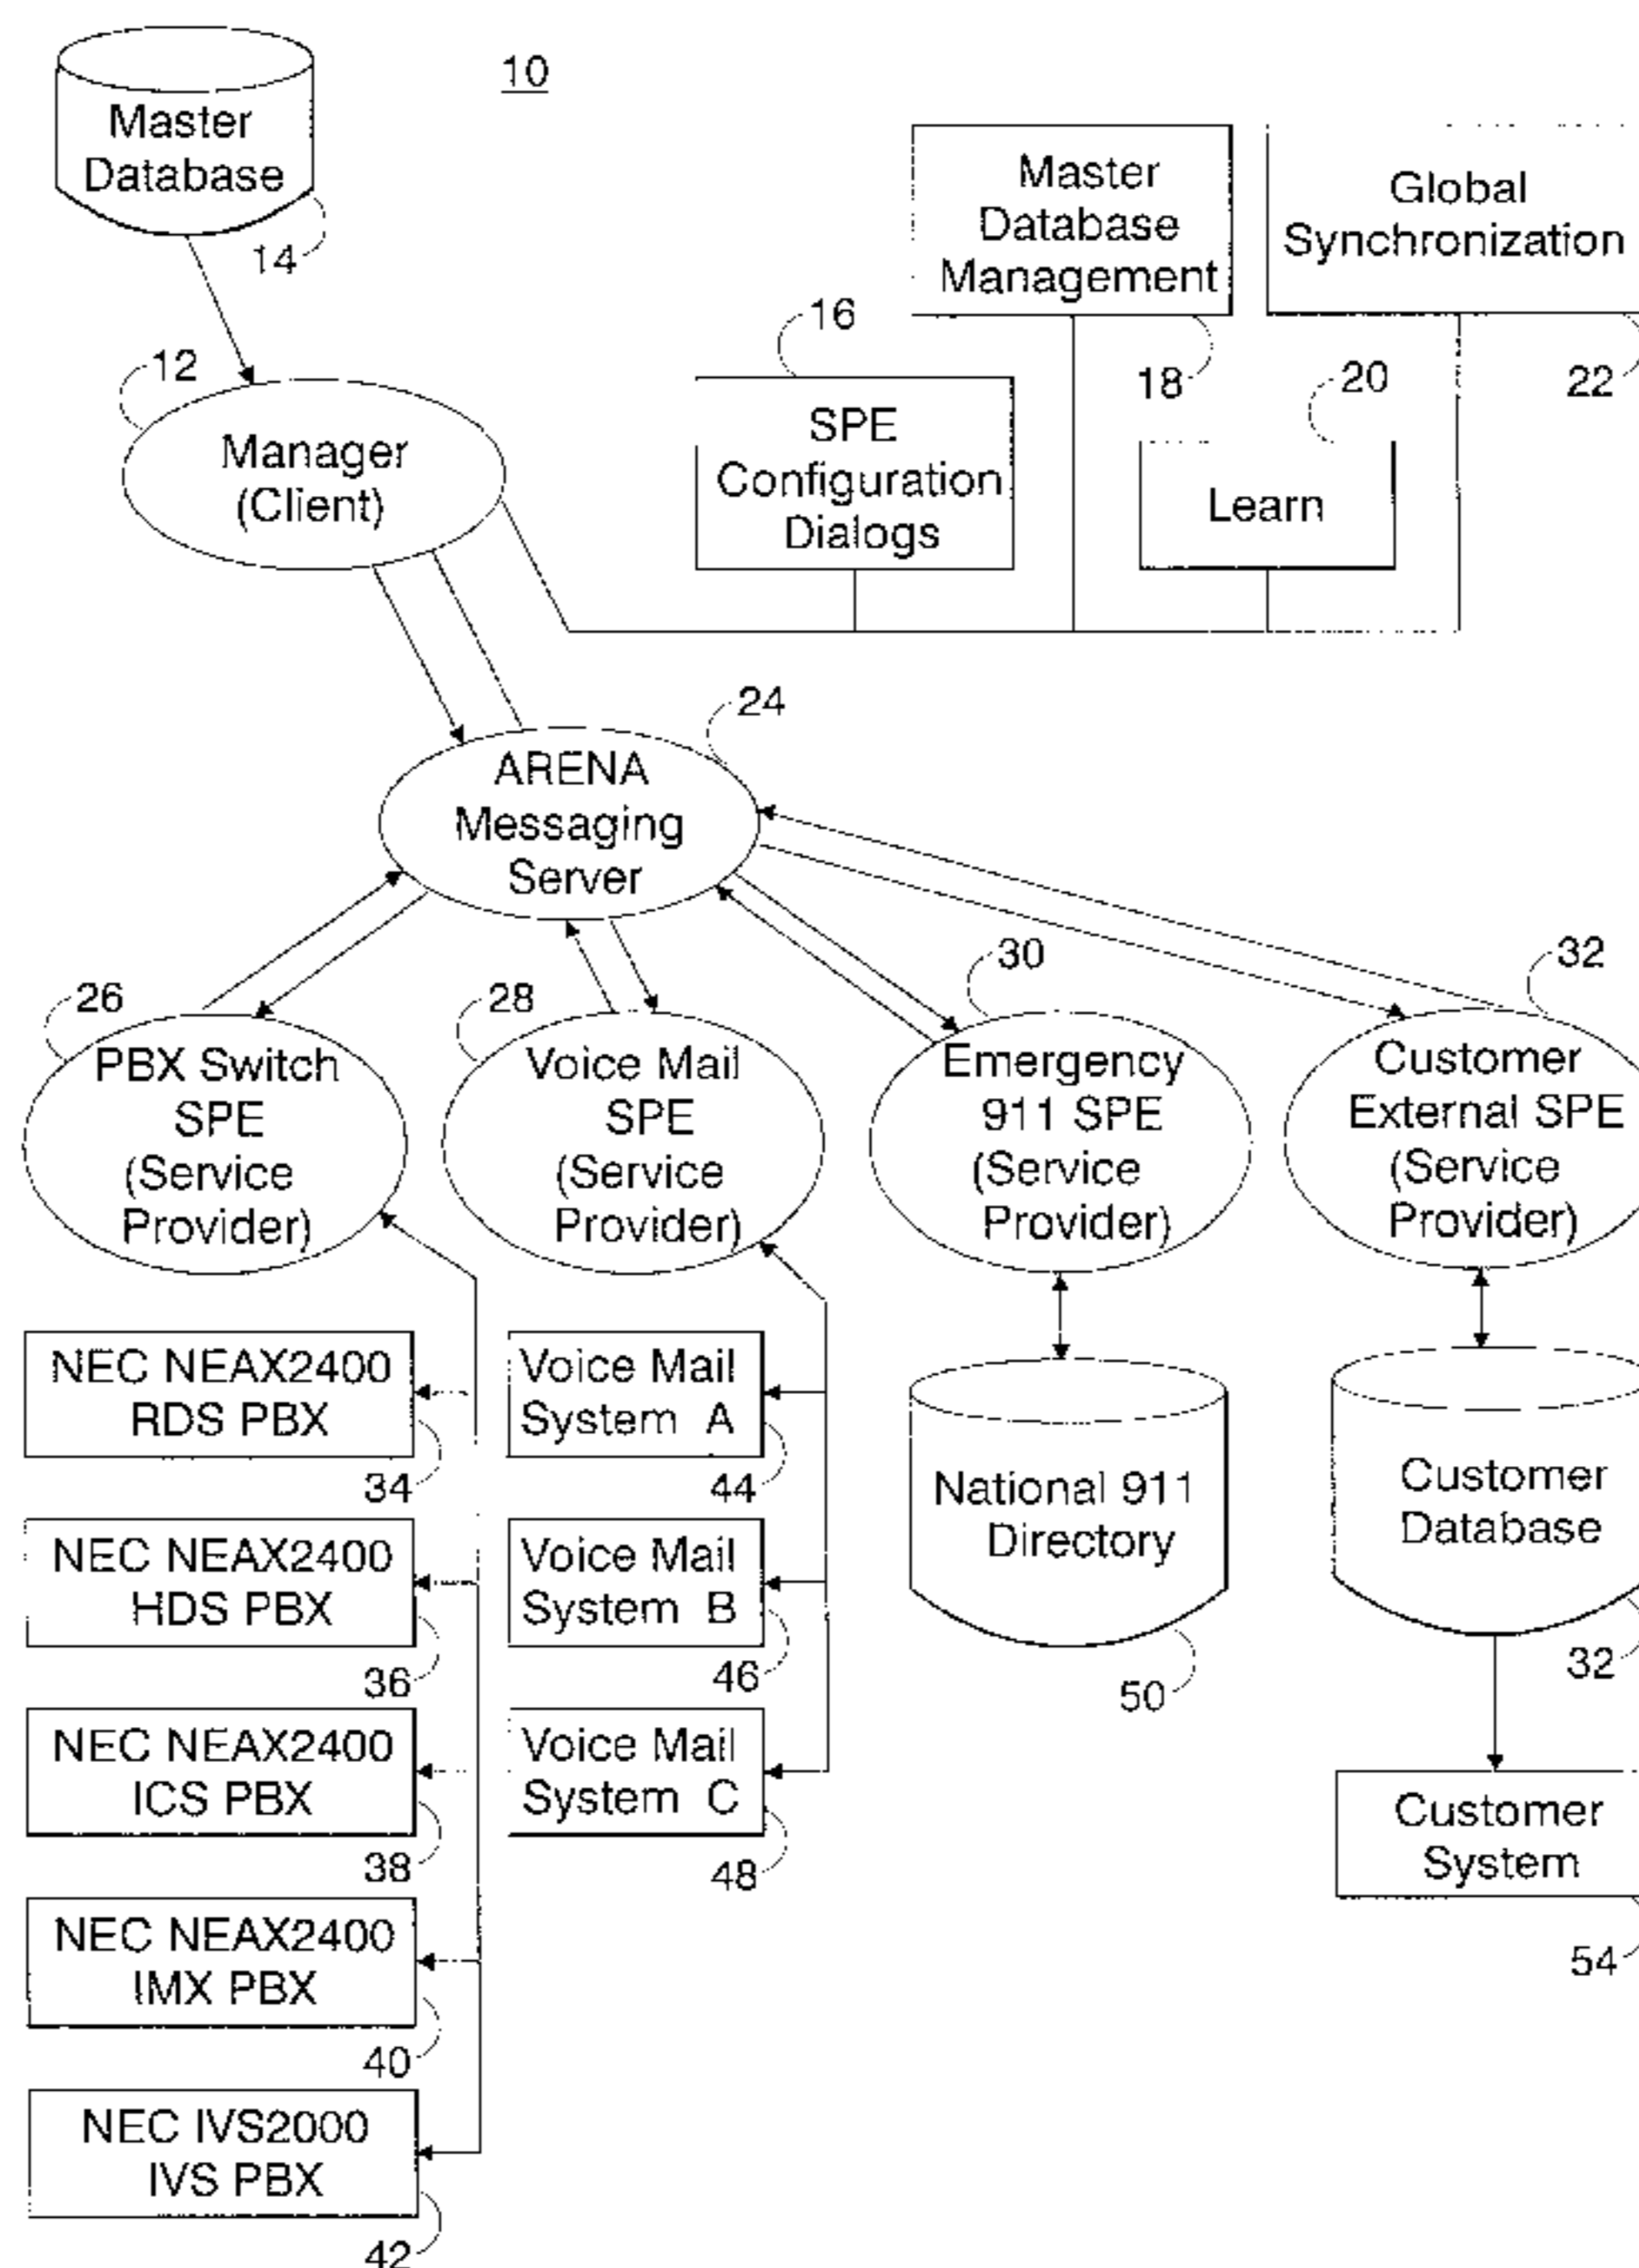 10
Master
Database
14
Master
Database
Management
18
Global
Synchronization
22
16
SPE
Configuration
Dialogs
20
Learn
12
Manager
(Client)
24
ARENA
Messaging
Server
26
PBX Switch
SPE
(Service
Provider)
28
Voice Mail
SPE
(Service
Provider)
30
Emergency
911 SPE
(Service
Provider)
32
Customer
External SPE
(Service
Provider)
NEC NEAX2400
RDS PBX
34
NEC NEAX2400
HDS PBX
36
NEC NEAX2400
ICS PBX
38
NEC NEAX2400
IMX PBX
40
NEC IVS2000
IVS PBX
42
Voice Mail
System A
44
Voice Mail
System B
46
Voice Mail
System C
48
National 911
Directory
50
Customer
Database
32
Customer
System
54